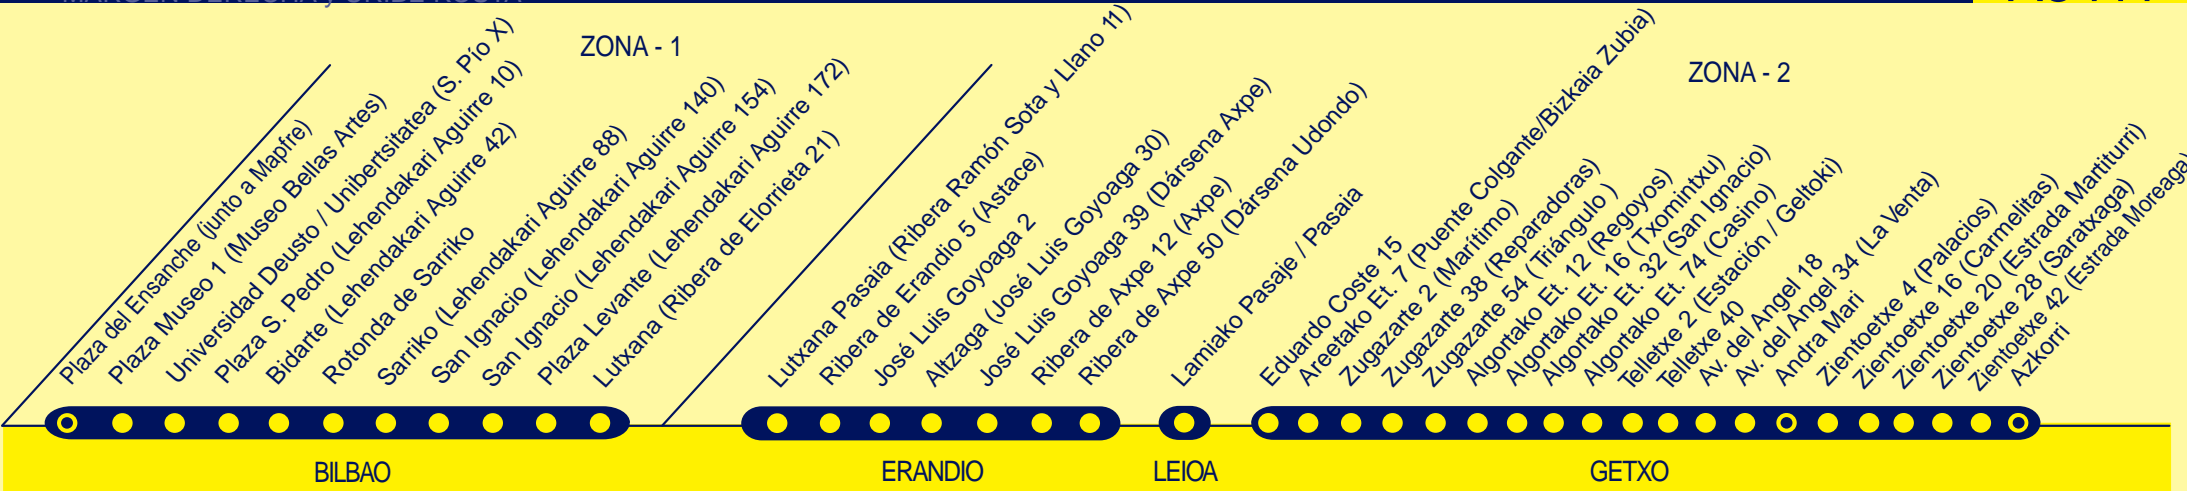 MARGEN DERECHA y URIBE KOSTA
ZONA - 1
ZONA - 2
Plaza del Ensanche (junto a Mapfre)
Plaza Museo 1 (Museo Bellas Artes)
Universidad Deusto / Unibertsitatea (S. Pío X)
Plaza S. Pedro (Lehendakari Aguirre 10)
Bidarte (Lehendakari Aguirre 42)
Rotonda de Sarriko
Sarriko (Lehendakari Aguirre 88)
San Ignacio (Lehendakari Aguirre 140)
San Ignacio (Lehendakari Aguirre 154)
Plaza Levante (Lehendakari Aguirre 172)
Lutxana (Ribera de Elorrieta 21)
Lutxana Pasaia (Ribera Ramón Sota y Llano 11)
Ribera de Erandio 5 (Astace)
José Luis Goyoaga 2
Altzaga (José Luis Goyoaga 30)
José Luis Goyoaga 39 (Dársena Axpe)
Ribera de Axpe 12 (Axpe)
Ribera de Axpe 50 (Dársena Udondo)
Lamiako Pasaje / Pasaia
Eduardo Coste 15
Areetako Et. 7 (Puente Colgante/Bizkaia Zubia)
Zugazarte 2 (Marítimo)
Zugazarte 38 (Reparadoras)
Zugazarte 54 (Triángulo )
Algortako Et. 12 (Regoyos)
Algortako Et. 16 (Txomintxu)
Algortako Et. 32 (San Ignacio)
Algortako Et. 74 (Casino)
Telletxe 2 (Estación / Geltoki)
Telletxe 40
Av. del Angel 18
Av. del Angel 34 (La Venta)
Andra Mari
Zientoetxe 4 (Palacios)
Zientoetxe 16 (Carmelitas)
Zientoetxe 20 (Estrada Martiturri)
Zientoetxe 28 (Saratxaga)
Zientoetxe 42 (Estrada Moreaga)
Azkorri
BILBAO
ERANDIO
LEIOA
GETXO